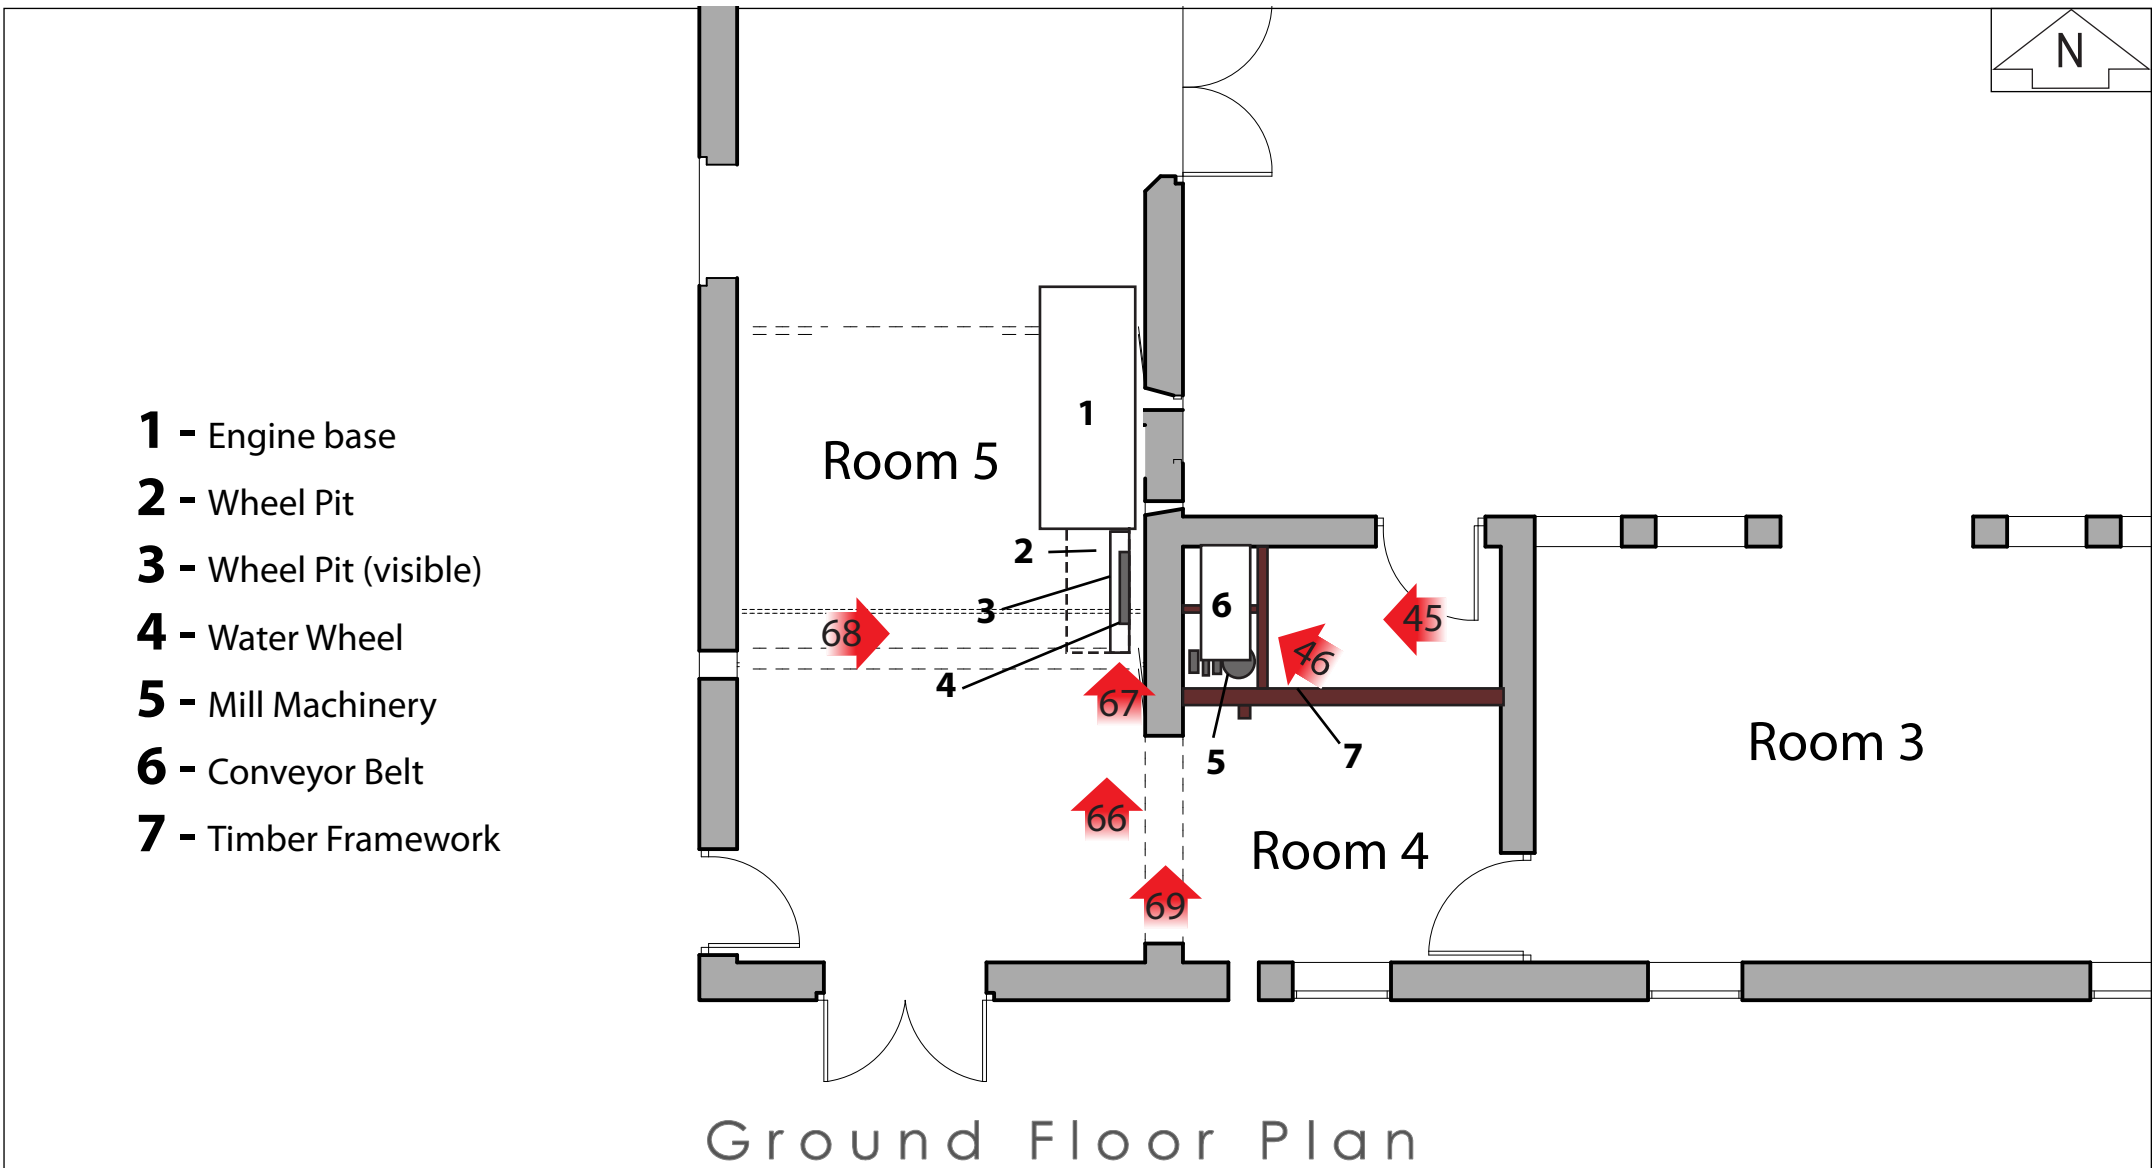 N
1 - Engine base
2 - Wheel Pit
3 - Wheel Pit (visible)
4 - Water Wheel
5 - Mill Machinery
6 - Conveyor Belt
7 - Timber Framework
1
Room 5
2
3
6
45
68
46
4
67
5
7
Room 3
66
Room 4
69
Ground Floor Plan